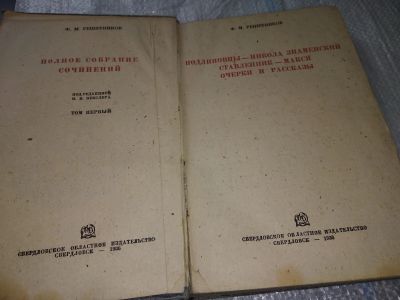 Ф. М. РЕШЕТНИКОВ
ПОЛНОЕ СОБРАНИЕ
СОЧИНЕНИЙ
ПОД РЕДАКЦИЕЙ
И. И. ВЕКСЛЕРА
ТОМ ПЕРВЫЙ
СВЕРДЛОВСКОЕ ОБЛАСТНОЕ ИЗДАТЕЛЬСТВО
СВЕРДЛОВСК — 1936
Ф. М. РЕШЕТНИКОВ
ПОДЛИПОВЦЫ — НИКОЛА ЗНАМЕНСКИЙ
СТАВЛЕННИК — МАКСЯ
ОЧЕРКИ И РАССКАЗЫ
СВЕРДЛОВСКОЕ ОБЛАСТНОЕ ИЗДАТЕЛЬСТВО
СВЕРДЛОВСК — 1936